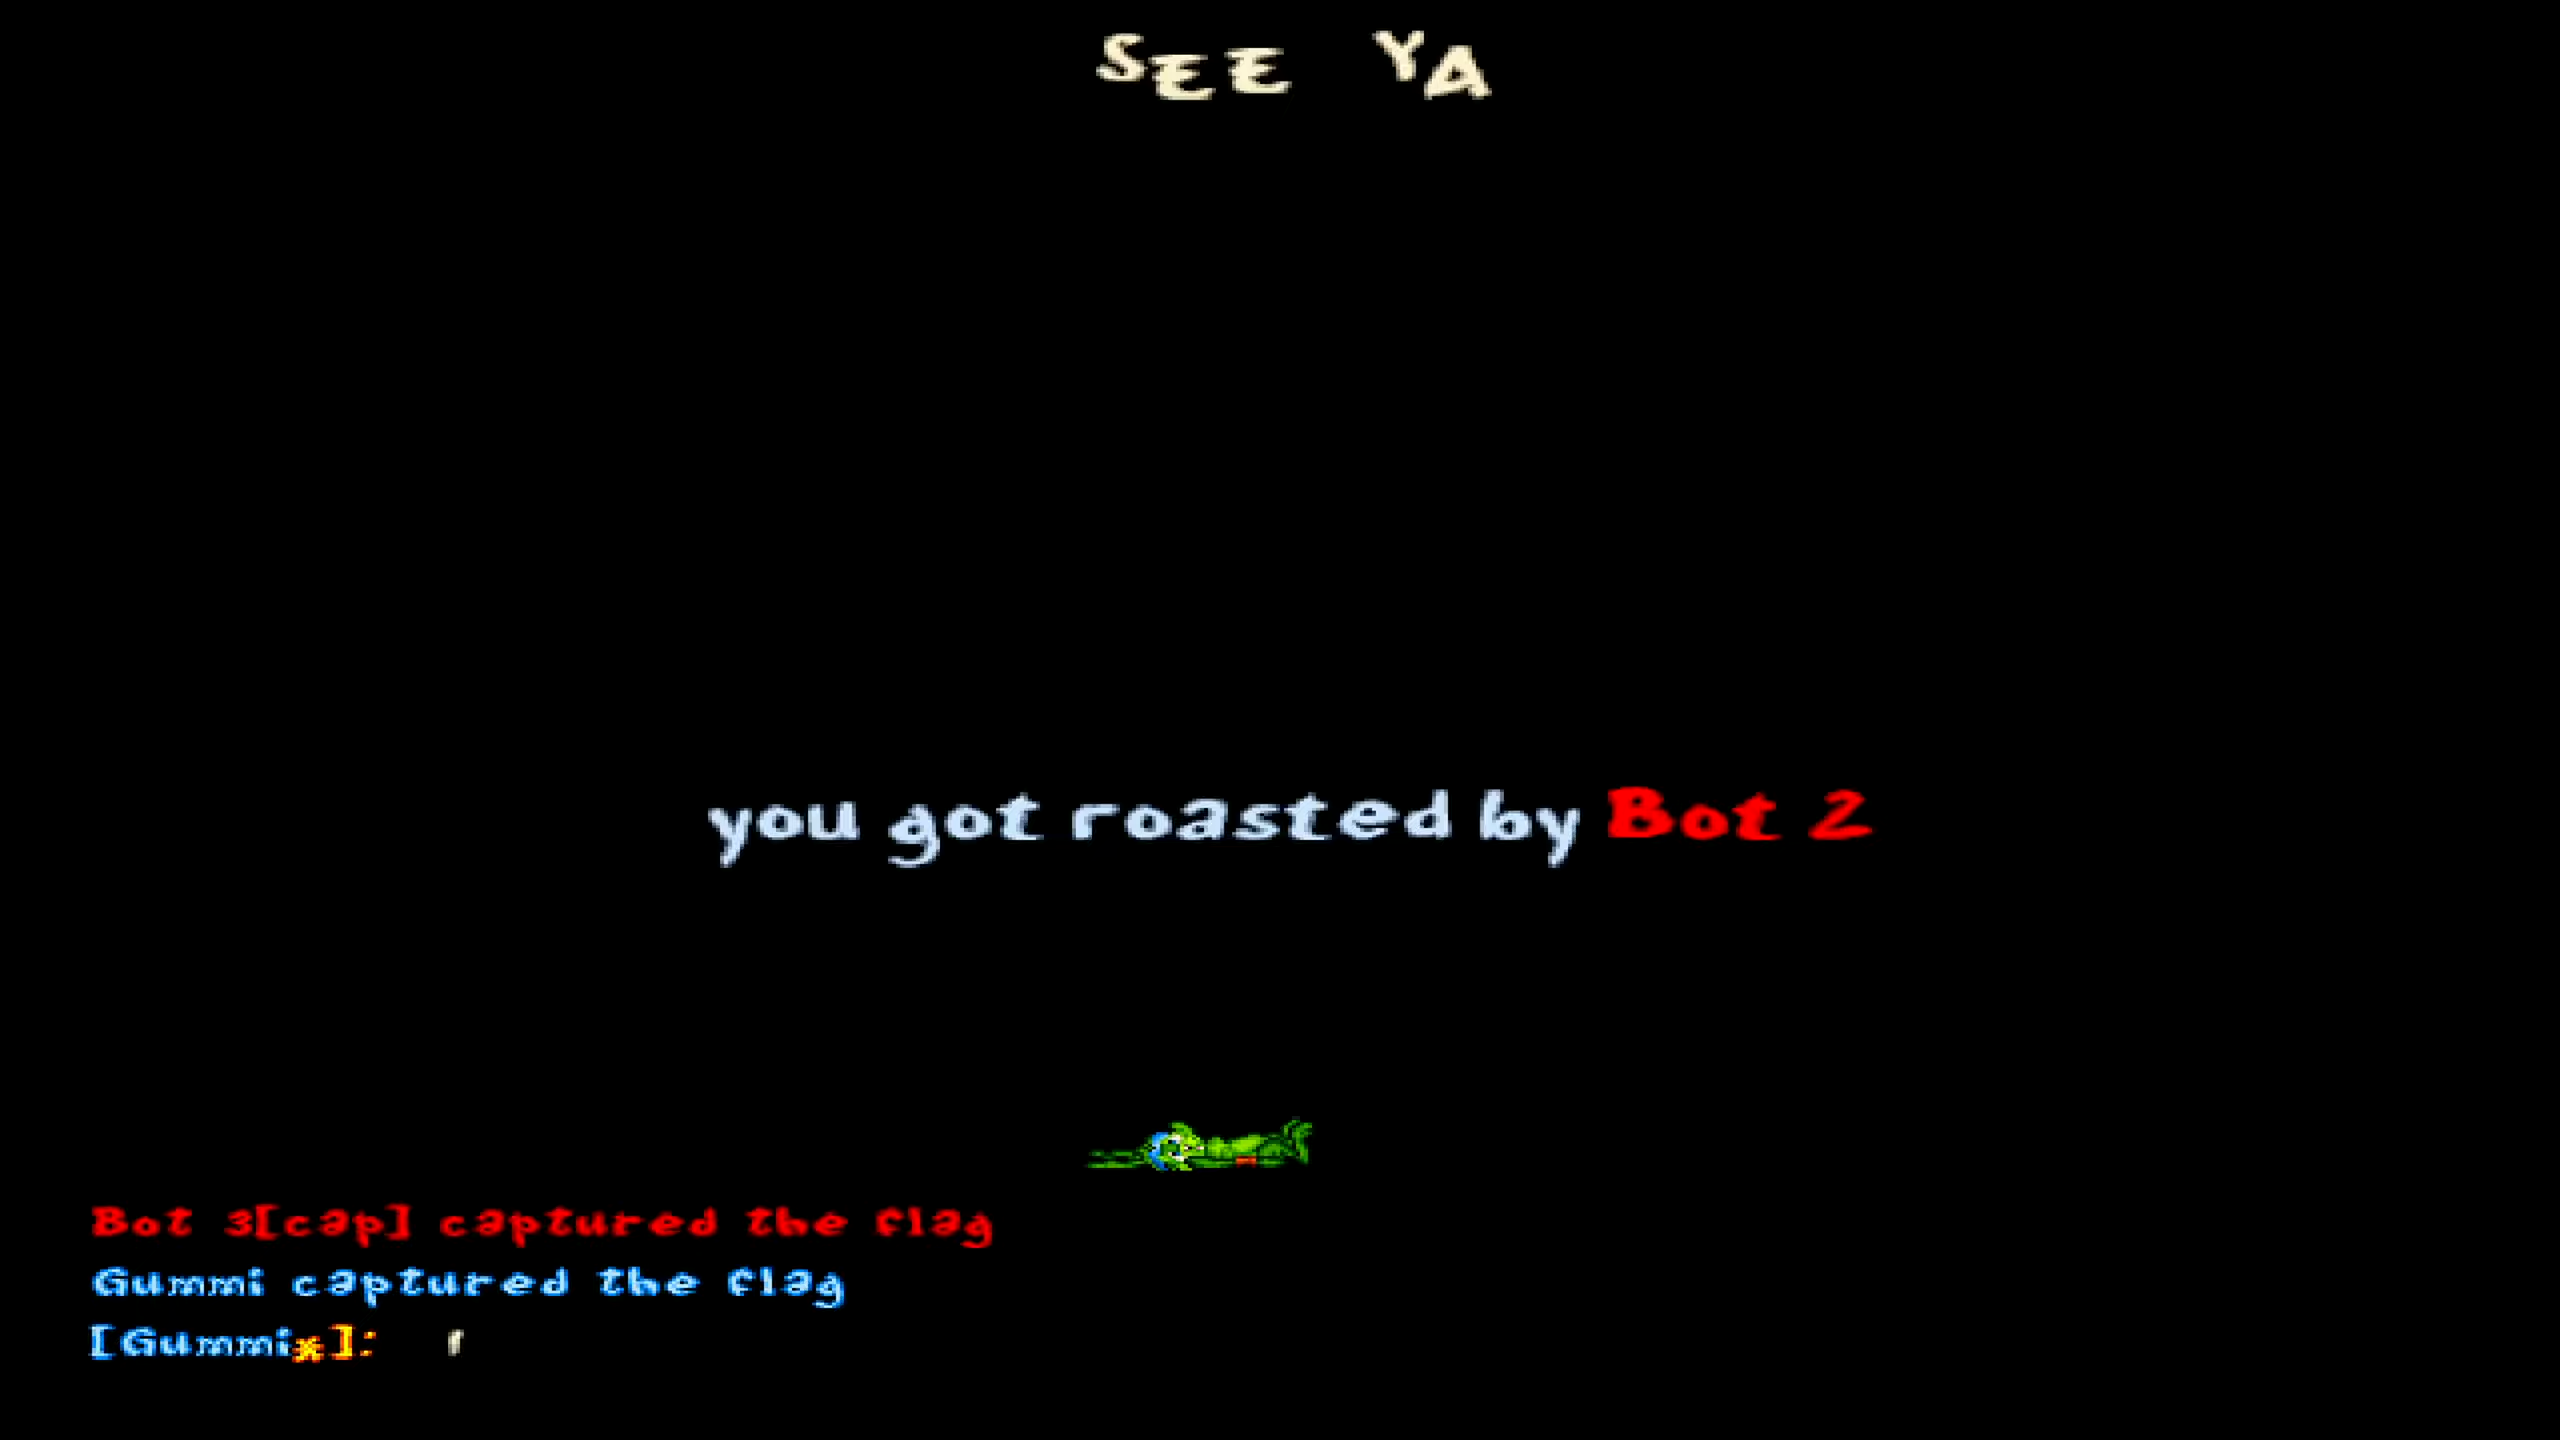 SEE YA
you got roasted by Bot 2
Bot 3[cap] captured the flag
Gummi captured the flag
[Gummi*]: '